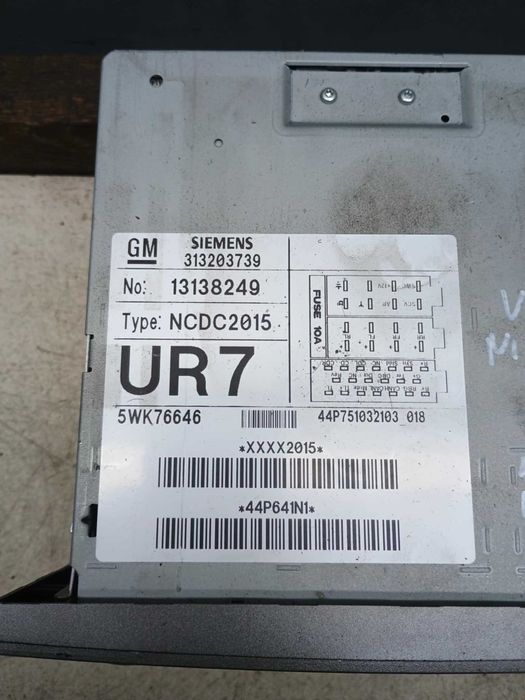 GM SIEMENS
313203739
No: 13138249
Type: NCDC2015
UR7
FUSE 10A
5WK76646
44P751032103_018
*XXXX2015*
*44P641N1*